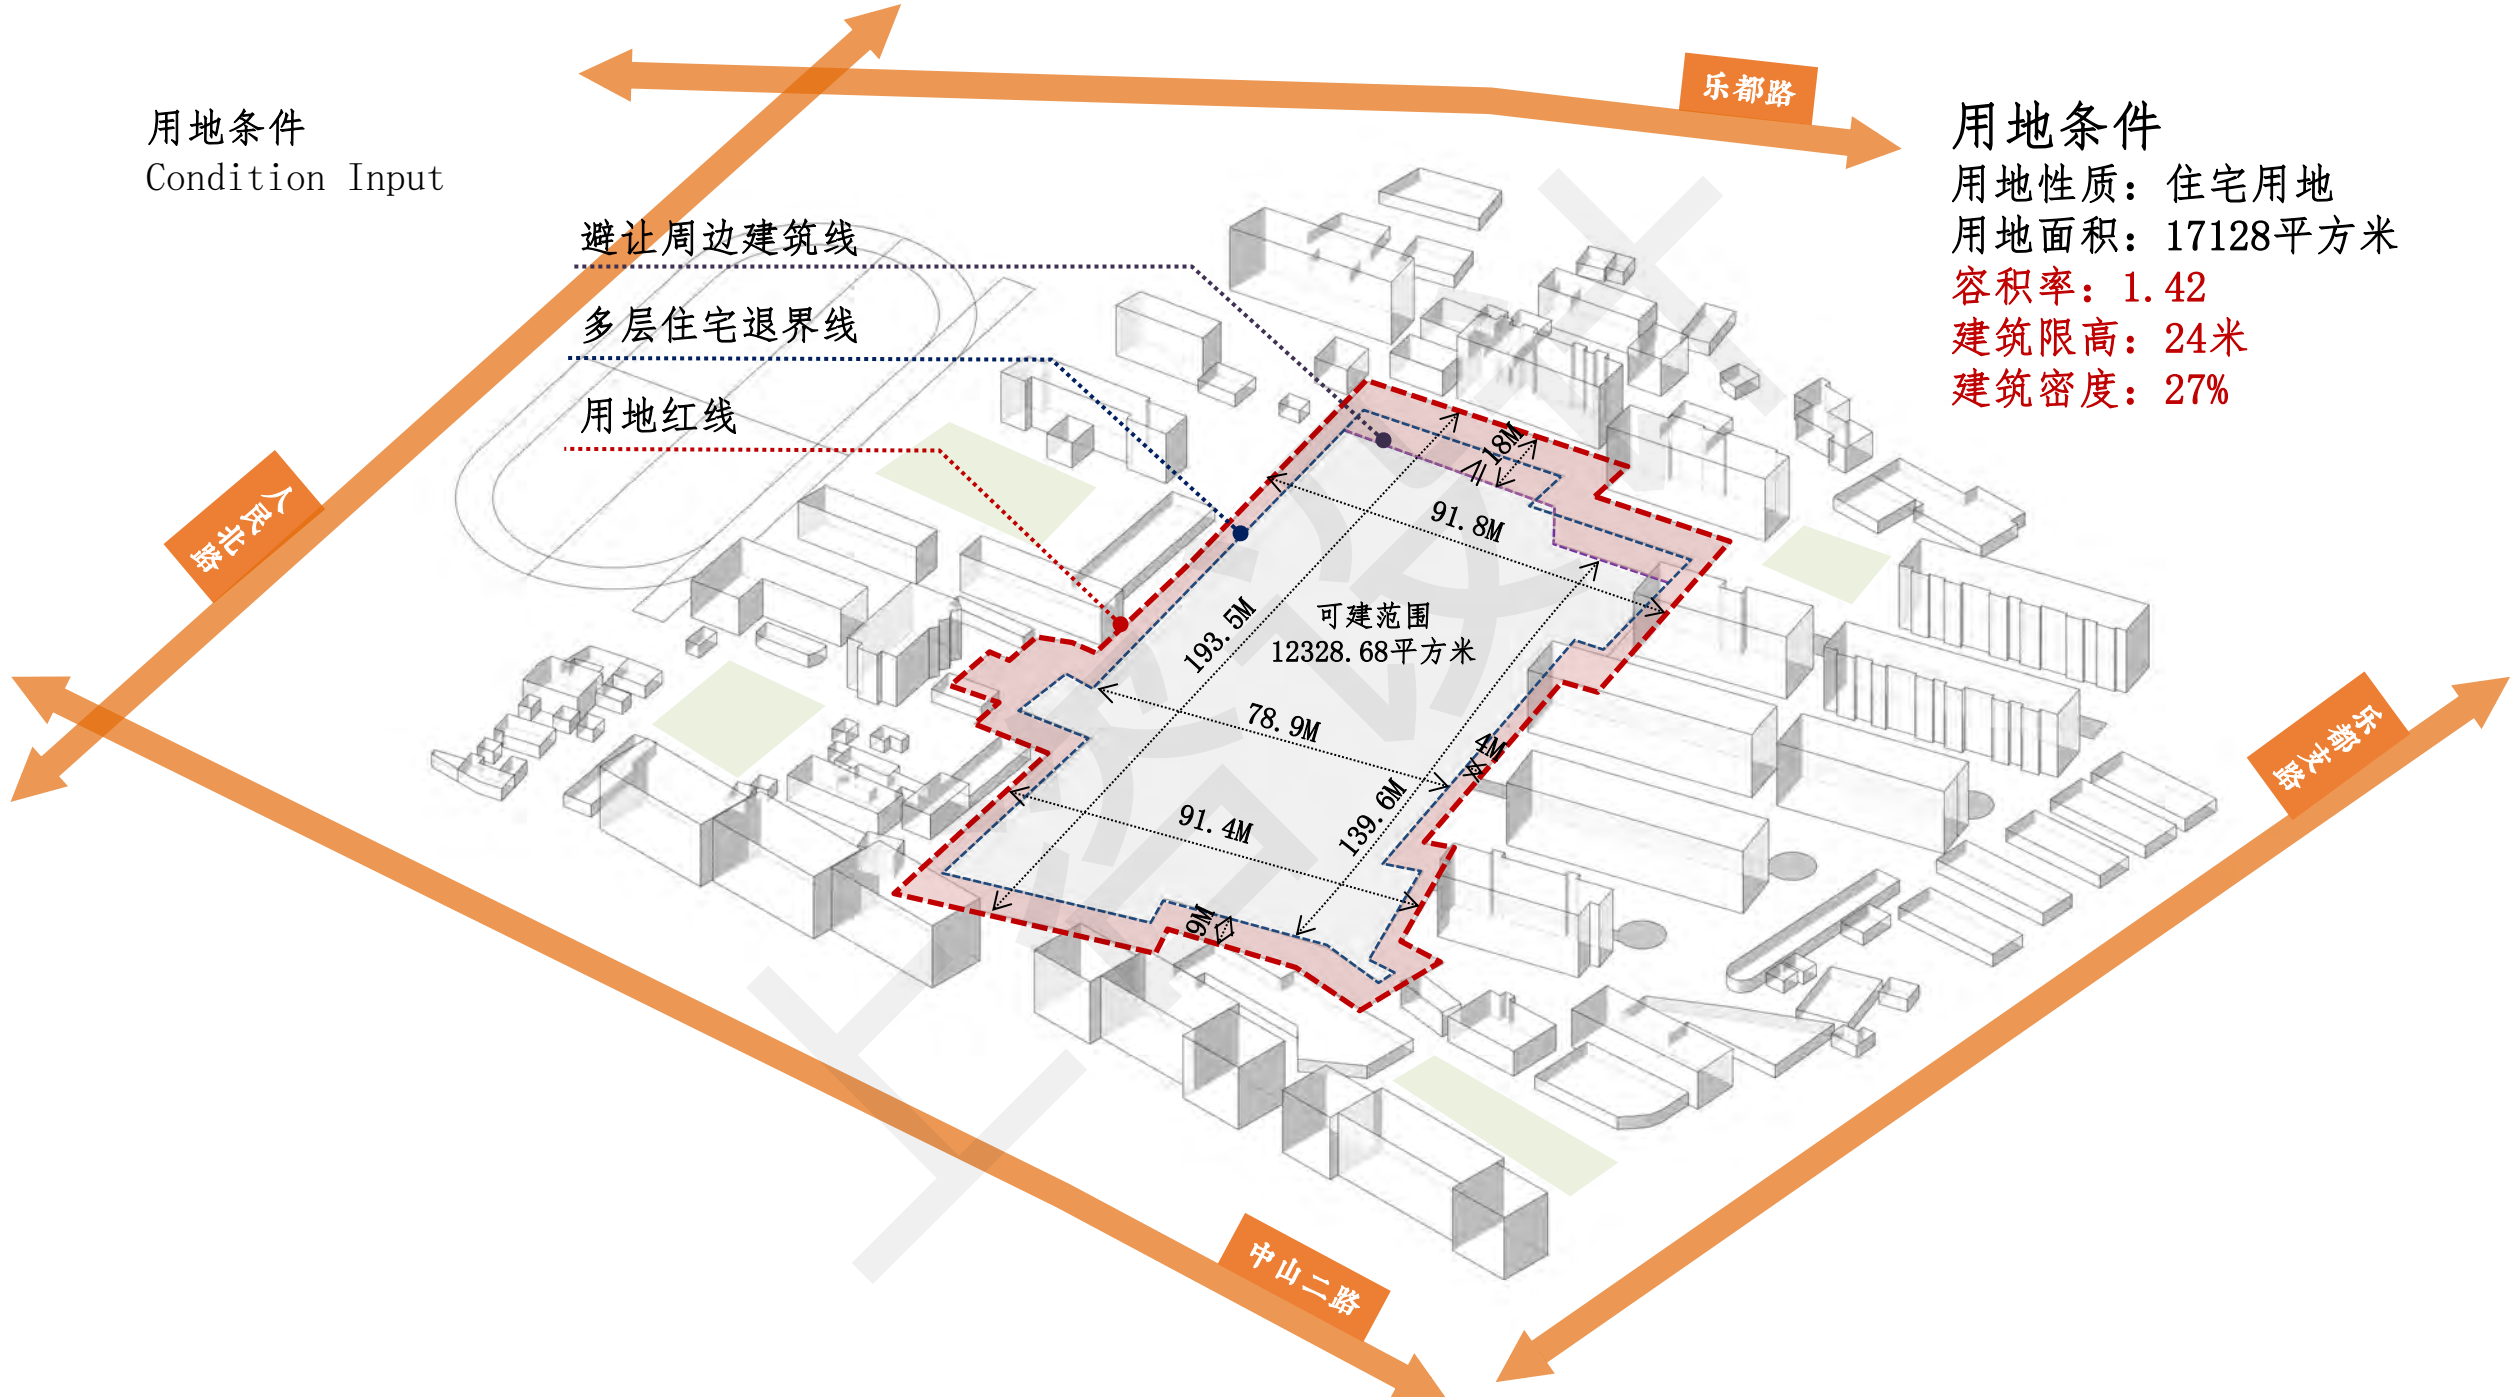 用地条件
Condition Input
乐都路
用地条件
用地性质：住宅用地
用地面积：17128平方米
容积率：1.42
建筑限高：24米
建筑密度：27%
避让周边建筑线
多层住宅退界线
用地红线
人民北路
18M
91.8M
193.5M
可建范围
12328.68平方米
78.9M
4M
91.4M
139.6M
9M
乐都支路
中山二路